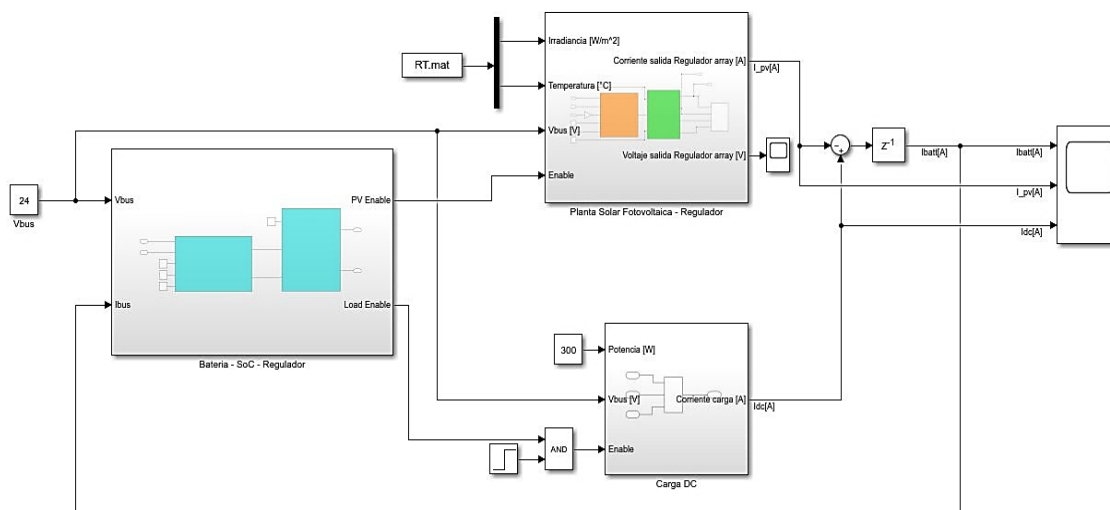 RT.mat
Irradiancia [W/m^2]
Temperatura [°C]
Vbus [V]
Enable
Corriente salida Regulador array [A]
Voltaje salida Regulador array [V]
Planta Solar Fotovoltaica - Regulador
I_pv[A]
24
Vbus
Vbus
Ibus
PV Enable
Load Enable
Bateria - SoC - Regulador
300
Potencia [W]
Vbus [V]
Enable
Corriente carga [A]
Carga DC
AND
Idc[A]
z-1
Ibatt[A]
Ibatt[A]
I_pv[A]
Idc[A]